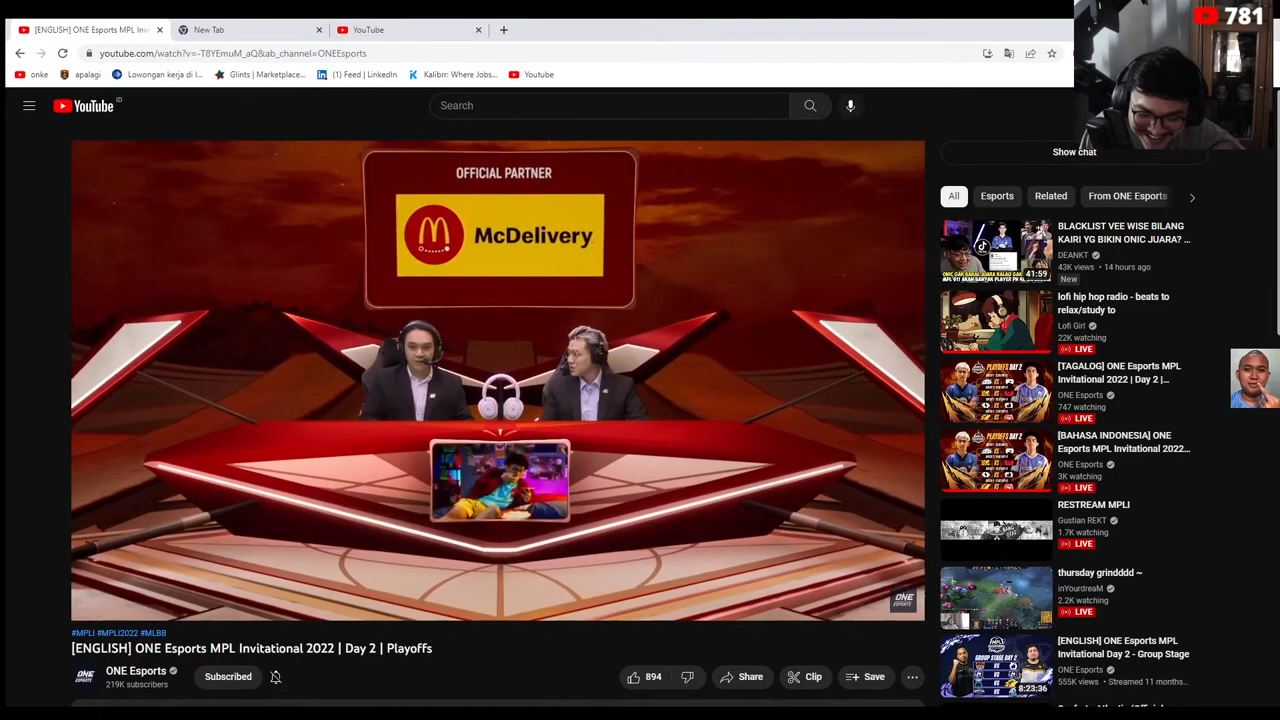 [ENGLISH] ONE Esports MPL Inv
New Tab
YouTube
781
youtube.com/watch?v=-T8YEmuM_aQ&ab_channel=ONEEsports
onke
apalagi
Lowongan kerja di I...
Glints | Marketplace...
(1) Feed | LinkedIn
Kalibrr: Where Jobs...
Youtube
YouTube ID
Search
Show chat
OFFICIAL PARTNER
McDelivery
All
Esports
Related
From ONE Esports
BLACKLIST VEE WISE BILANG
KAIRI YG BIKIN ONIC JUARA? ...
DEANKT
43K views • 14 hours ago
New
41:59
lofi hip hop radio - beats to
relax/study to
Lofi Girl
22K watching
LIVE
[TAGALOG] ONE Esports MPL
Invitational 2022 | Day 2 |...
ONE Esports
747 watching
LIVE
[BAHASA INDONESIA] ONE
Esports MPL Invitational 2022...
ONE Esports
3K watching
LIVE
RESTREAM MPLI
Gustian REKT
1.7K watching
LIVE
thursday grindddd ~
inYourdreaM
2.2K watching
LIVE
[ENGLISH] ONE Esports MPL
Invitational Day 2 - Group Stage
ONE Esports
555K views • Streamed 11 months...
8:23:36
ONE
ESPORTS
#MPLI #MPLI2022 #MLBB
[ENGLISH] ONE Esports MPL Invitational 2022 | Day 2 | Playoffs
ONE Esports
219K subscribers
Subscribed
894
Share
Clip
Save